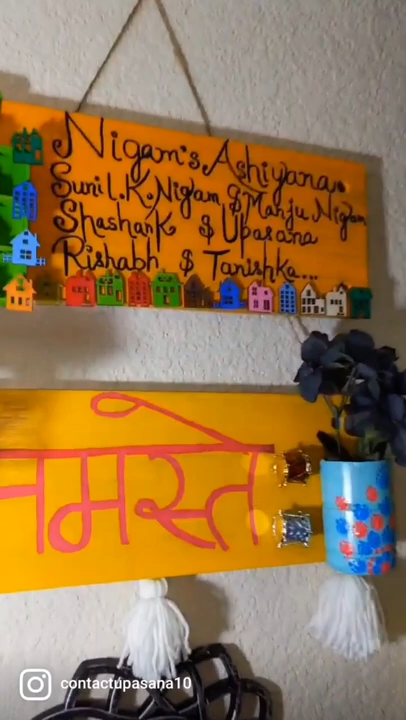 Nigam's Ashiyana.
Sunil.K.Nigam $ Manju Nigam
Shashank $ Upasana
Rishabh $ Tanishka...
नमस्ते
contactupasana10